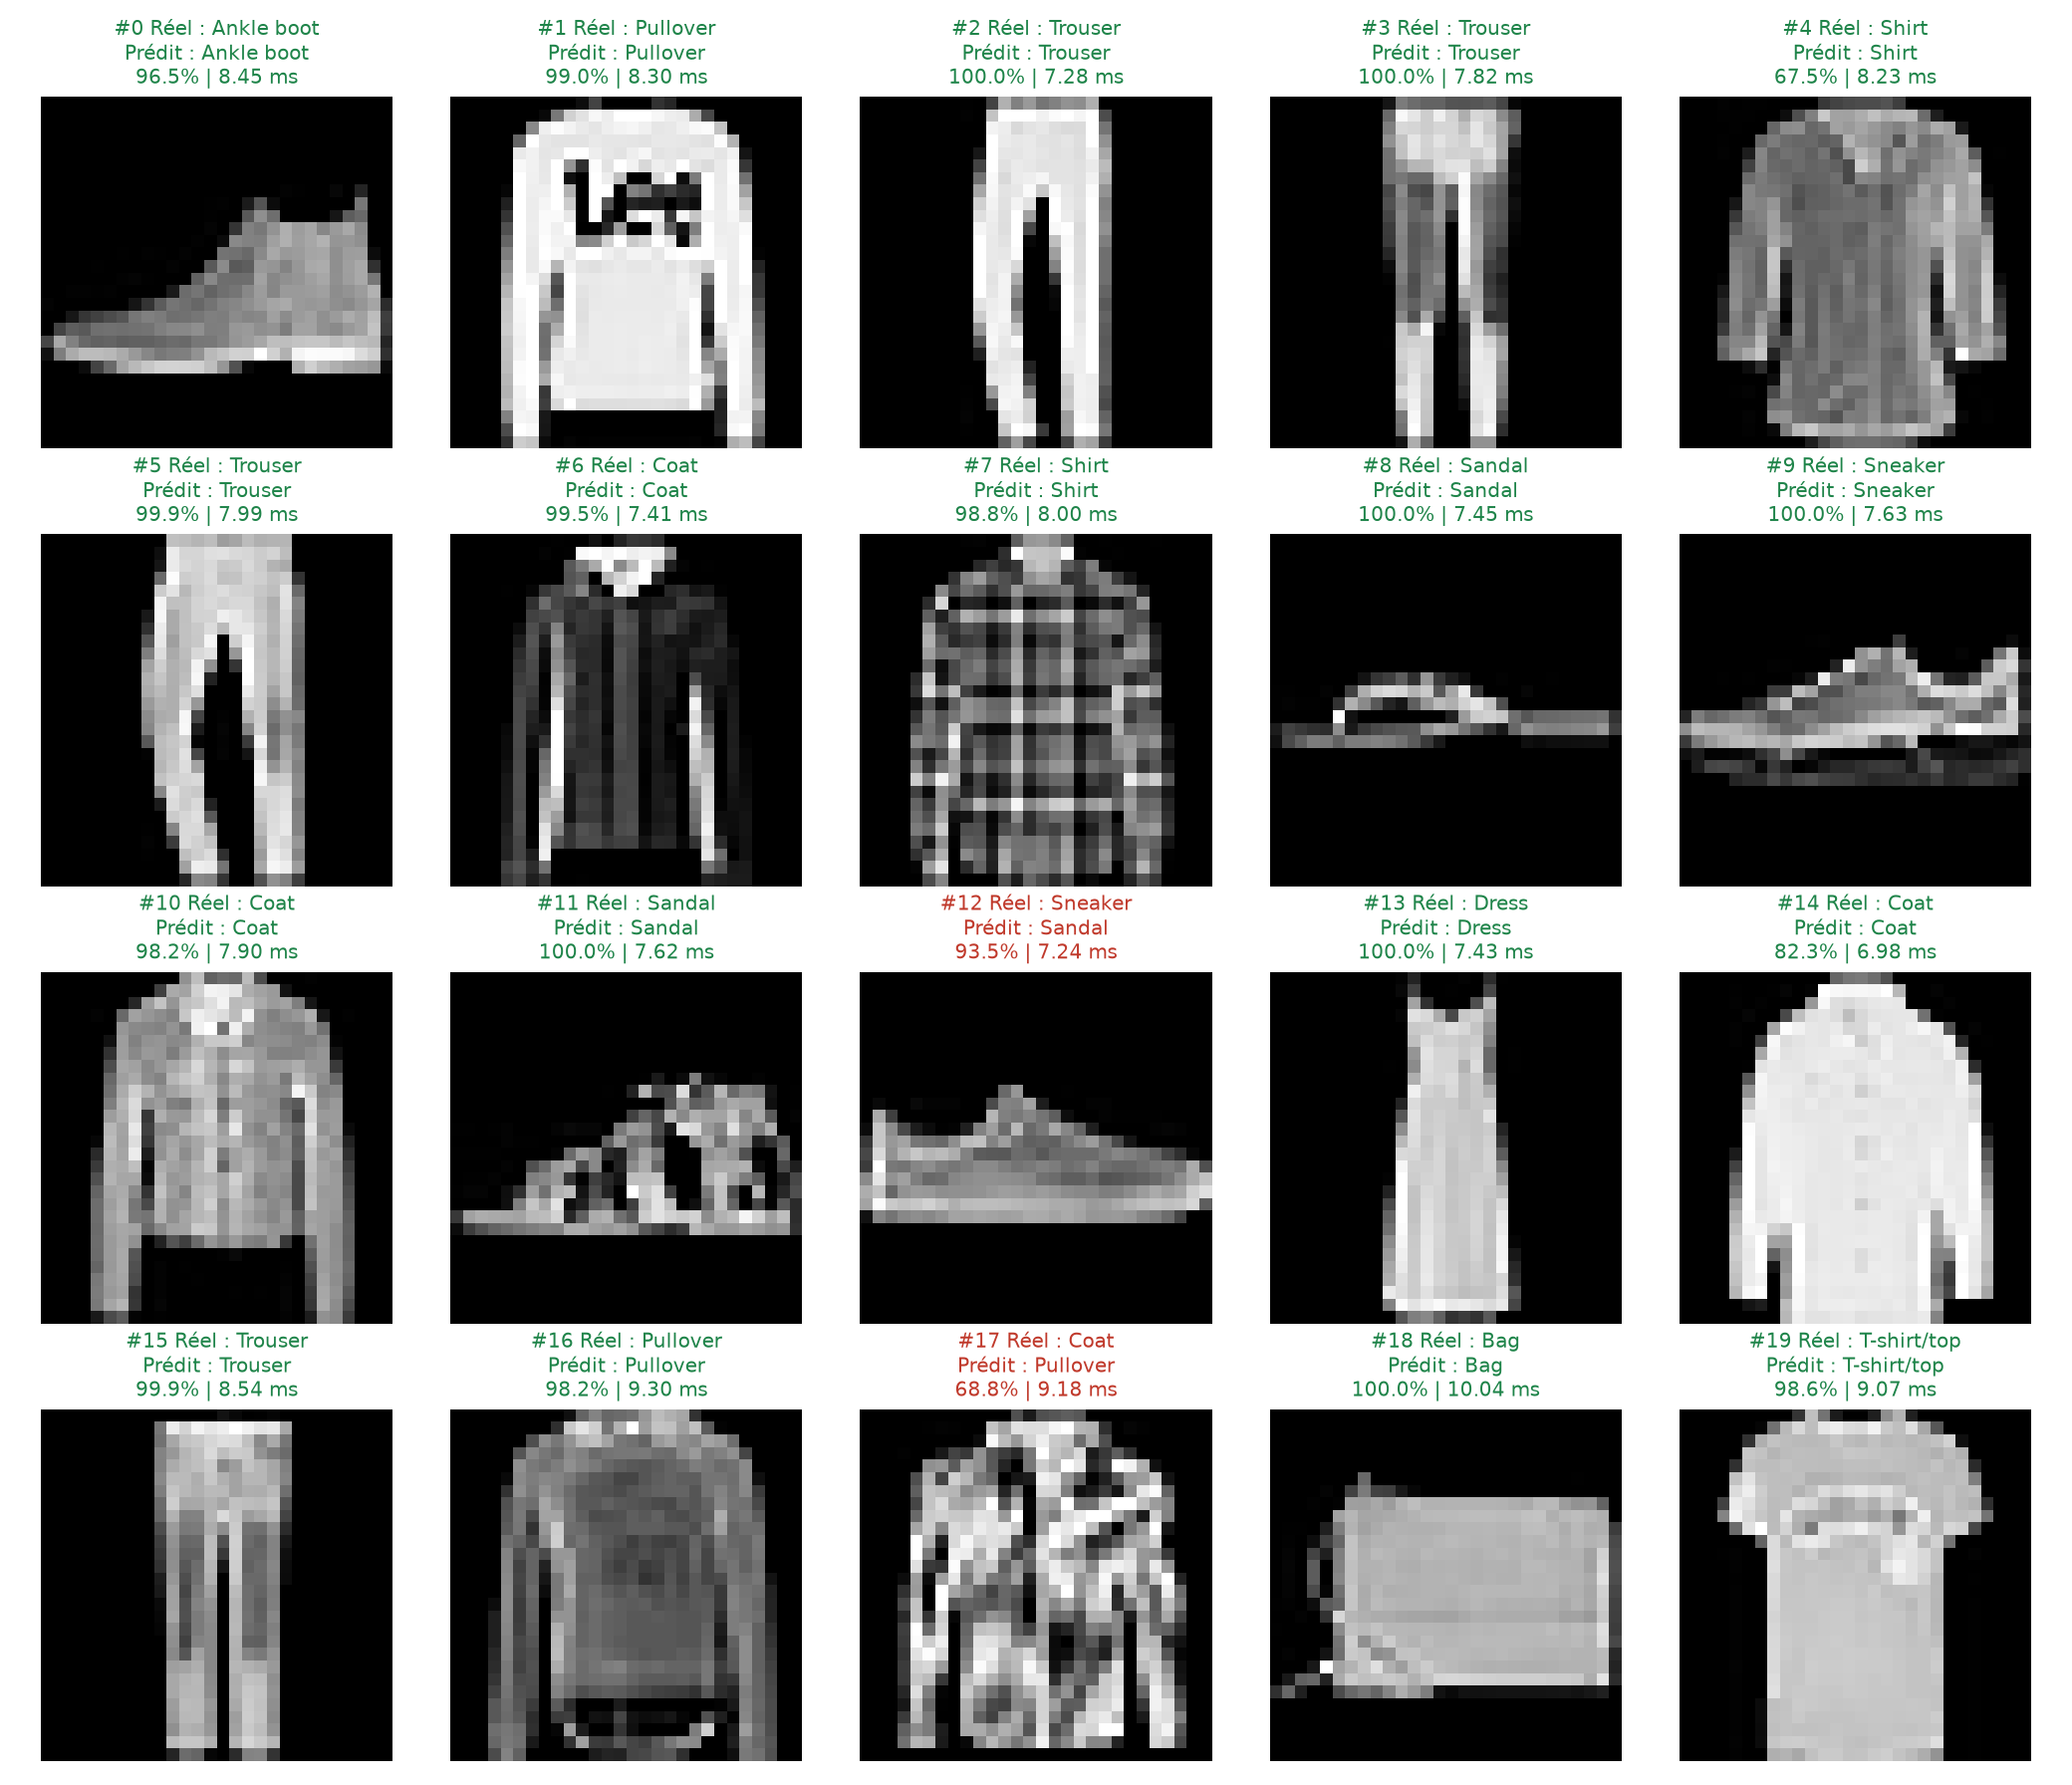 #0 Réel : Ankle boot
Prédit : Ankle boot
96.5% | 8.45 ms
#1 Réel : Pullover
Prédit : Pullover
99.0% | 8.30 ms
#2 Réel : Trouser
Prédit : Trouser
100.0% | 7.28 ms
#3 Réel : Trouser
Prédit : Trouser
100.0% | 7.82 ms
#4 Réel : Shirt
Prédit : Shirt
67.5% | 8.23 ms
#5 Réel : Trouser
Prédit : Trouser
99.9% | 7.99 ms
#6 Réel : Coat
Prédit : Coat
99.5% | 7.41 ms
#7 Réel : Shirt
Prédit : Shirt
98.8% | 8.00 ms
#8 Réel : Sandal
Prédit : Sandal
100.0% | 7.45 ms
#9 Réel : Sneaker
Prédit : Sneaker
100.0% | 7.63 ms
#10 Réel : Coat
Prédit : Coat
98.2% | 7.90 ms
#11 Réel : Sandal
Prédit : Sandal
100.0% | 7.62 ms
#12 Réel : Sneaker
Prédit : Sandal
93.5% | 7.24 ms
#13 Réel : Dress
Prédit : Dress
100.0% | 7.43 ms
#14 Réel : Coat
Prédit : Coat
82.3% | 6.98 ms
#15 Réel : Trouser
Prédit : Trouser
99.9% | 8.54 ms
#16 Réel : Pullover
Prédit : Pullover
98.2% | 9.30 ms
#17 Réel : Coat
Prédit : Pullover
68.8% | 9.18 ms
#18 Réel : Bag
Prédit : Bag
100.0% | 10.04 ms
#19 Réel : T-shirt/top
Prédit : T-shirt/top
98.6% | 9.07 ms